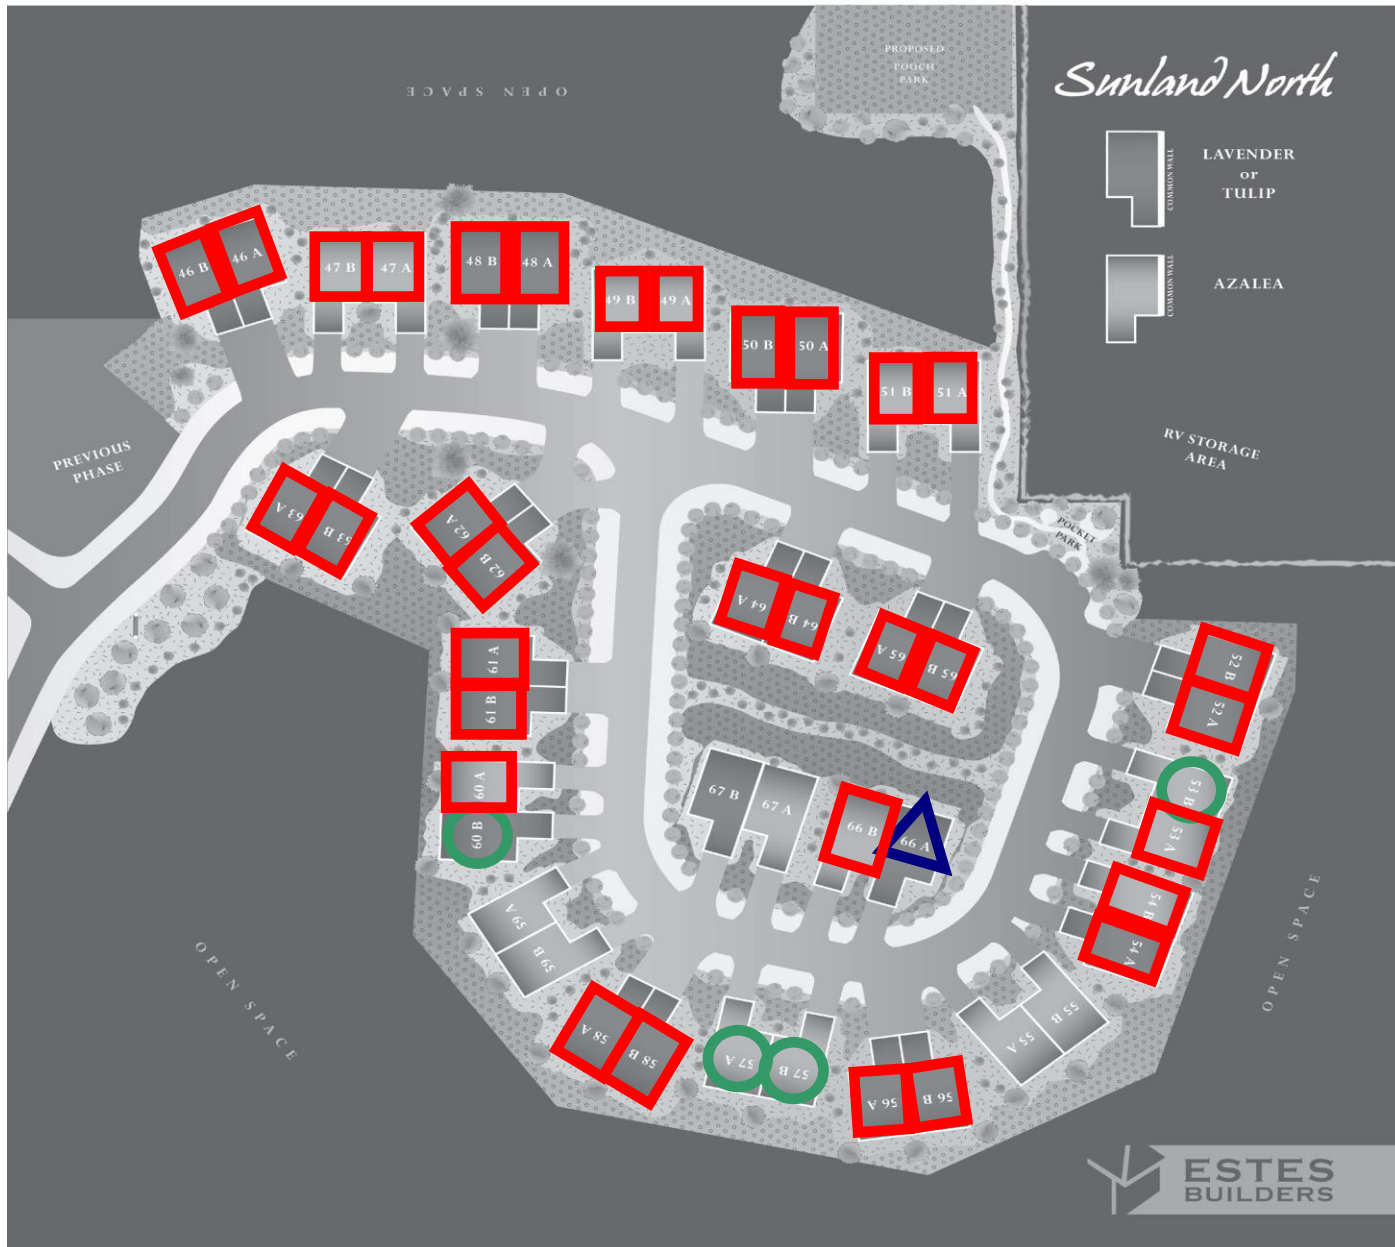 PROPOSED
POOCH
PARK
OPEN SPACE
Sunland North
COMMON WALL
LAVENDER
or
TULIP
COMMON WALL
AZALEA
46 B
46 A
47 B
47 A
48 B
48 A
49 B
49 A
50 B
50 A
51 B
51 A
RV STORAGE
AREA
PREVIOUS
PHASE
POCKET
PARK
63 A
63 B
62 A
62 B
64 A
64 B
65 A
65 B
61 A
61 B
52 B
52 A
60 A
60 B
67 B
67 A
66 B
66 A
53 B
53 A
54 B
54 A
59 A
59 B
OPEN SPACE
OPEN SPACE
58 A
58 B
57 A
57 B
56 A
56 B
55 A
55 B
ESTES
BUILDERS